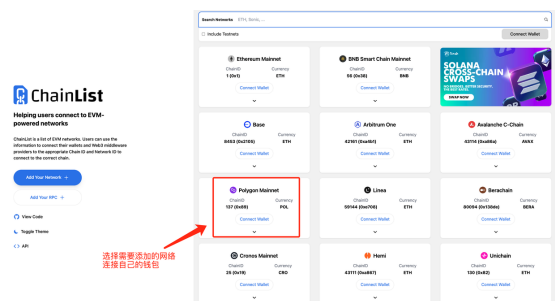 ChainList
Helping users connect to EVM-
powered networks
ChainList is a list of EVM networks. Users can use the
information to connect their wallets and Web3 middleware
providers to the appropriate Chain ID and Network ID to
connect to the correct chain.
Add Your Network →
Add Your RPC →
View Code
Toggle Theme
<> API
Search Networks ETH, Relda, ...
Include Testnets
Connect Wallet
Ethereum Mainnet
ChainID Currency
1 (0x1) ETH
Connect Wallet
BNB Smart Chain Mainnet
ChainID Currency
56 (0x38) BNB
Connect Wallet
SOLANA
CROSS-CHAIN
SWAPS
SWAP NOW
Base
ChainID Currency
8453 (0x2105) ETH
Connect Wallet
Arbitrum One
ChainID Currency
42161 (0xa4b1) ETH
Connect Wallet
Avalanche C-Chain
ChainID Currency
43114 (0xa86a) AVAX
Connect Wallet
Polygon Mainnet
ChainID Currency
137 (0x89) POL
Connect Wallet
Linea
ChainID Currency
59144 (0xe708) ETH
Connect Wallet
Berachain
ChainID Currency
80094 (0x138de) BERA
Connect Wallet
选择需要添加的网络
连接自己的钱包
Cronos Mainnet
ChainID Currency
25 (0x19) CRO
Connect Wallet
Hemi
ChainID Currency
43111 (0xa867) ETH
Connect Wallet
Unichain
ChainID Currency
130 (0x82) ETH
Connect Wallet